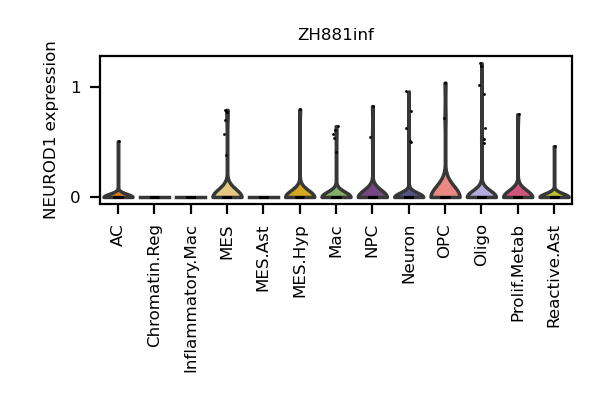 ZH881inf
NEUROD1 expression
1
0
AC
Chromatin.Reg
Inflammatory.Mac
MES
MES.Ast
MES.Hyp
Mac
NPC
Neuron
OPC
Oligo
Prolif.Metab
Reactive.Ast